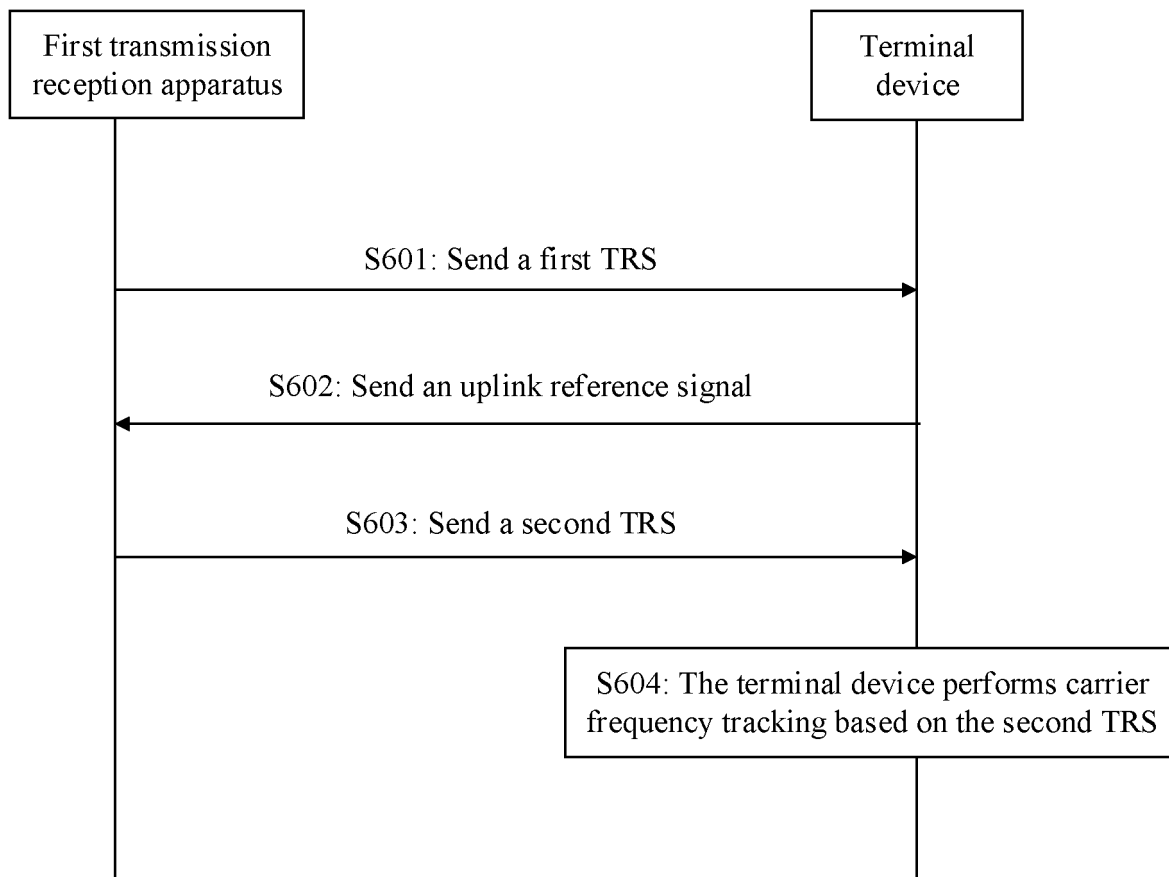 First transmission
reception apparatus
Terminal
device
S601: Send a first TRS
S602: Send an uplink reference signal
S603: Send a second TRS
S604: The terminal device performs carrier
frequency tracking based on the second TRS